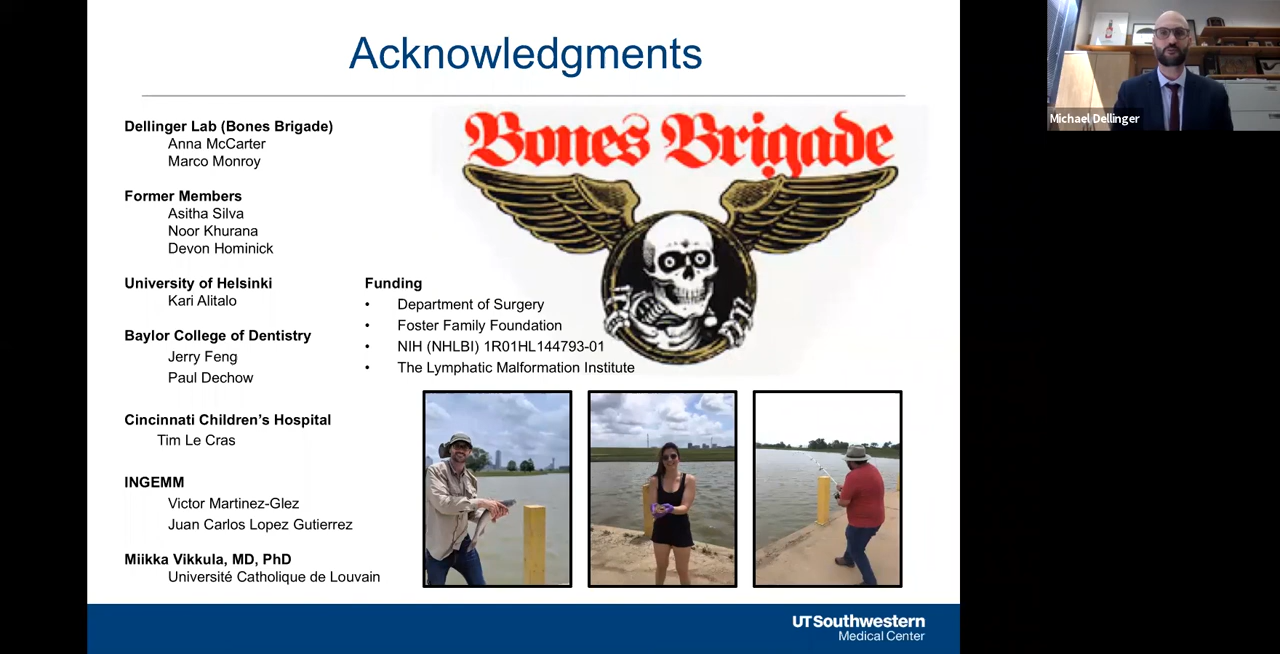 Acknowledgments
Michael Dellinger
Bones Brigade
Dellinger Lab (Bones Brigade)
Anna McCarter
Marco Monroy
Former Members
Asitha Silva
Noor Khurana
Devon Hominick
University of Helsinki
Kari Alitalo
Baylor College of Dentistry
Jerry Feng
Paul Dechow
Cincinnati Children’s Hospital
Tim Le Cras
INGEMM
Victor Martinez-Glez
Juan Carlos Lopez Gutierrez
Miikka Vikkula, MD, PhD
Université Catholique de Louvain
Funding
• Department of Surgery
• Foster Family Foundation
• NIH (NHLBI) 1R01HL144793-01
• The Lymphatic Malformation Institute
UT Southwestern
Medical Center